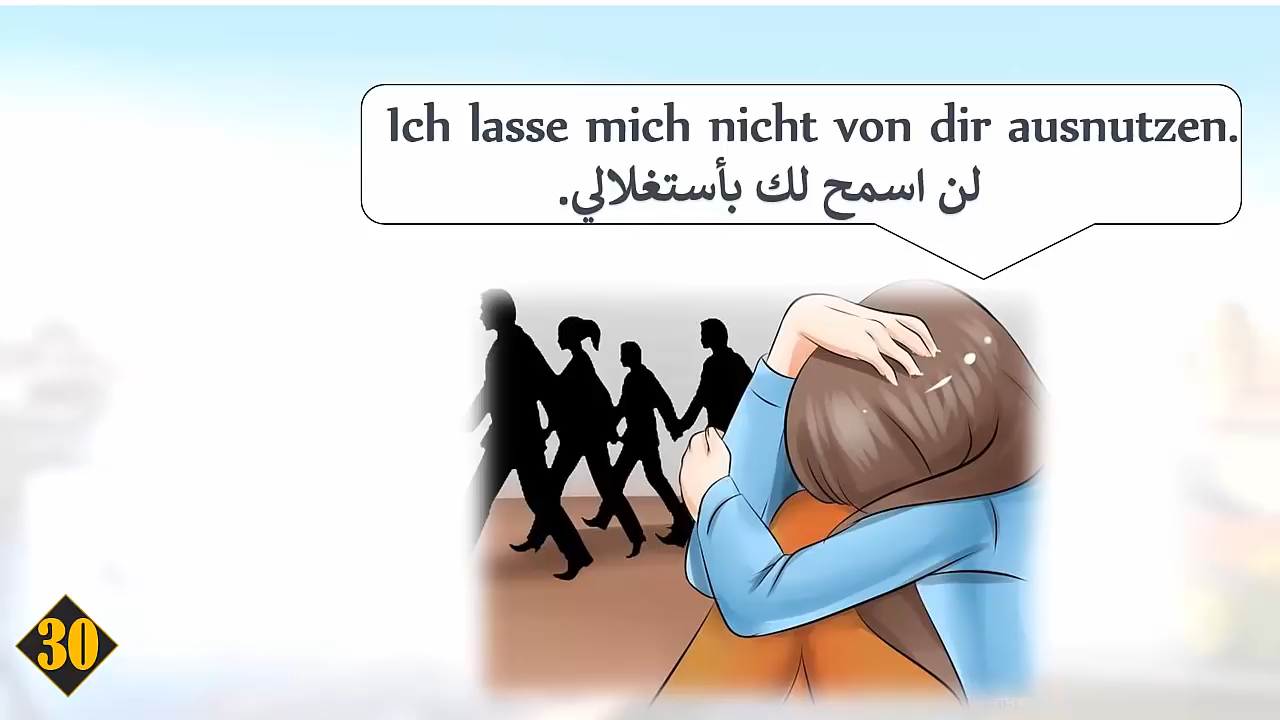 Ich lasse mich nicht von dir ausnutzen.
لن اسمح لك بأستغلالي.
30